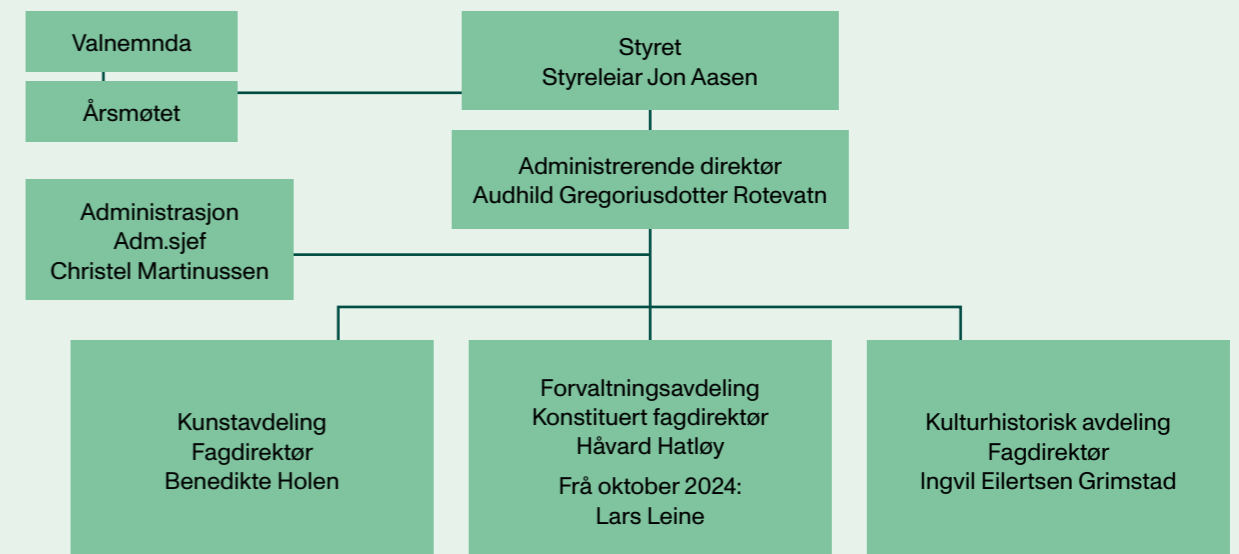 Valnemnda
Årsmøtet
Styret
Styreleiar Jon Aasen
Administrerende direktør
Audhild Gregoriusdotter Rotevatn
Administrasjon
Adm.sjef
Christel Martinussen
Kunstavdeling
Fagdirektør
Benedikte Holen
Forvaltningsavdeling
Konstituert fagdirektør
Håvard Hatløy
Frå oktober 2024:
Lars Leine
Kulturhistorisk avdeling
Fagdirektør
Ingvil Eilertsen Grimstad